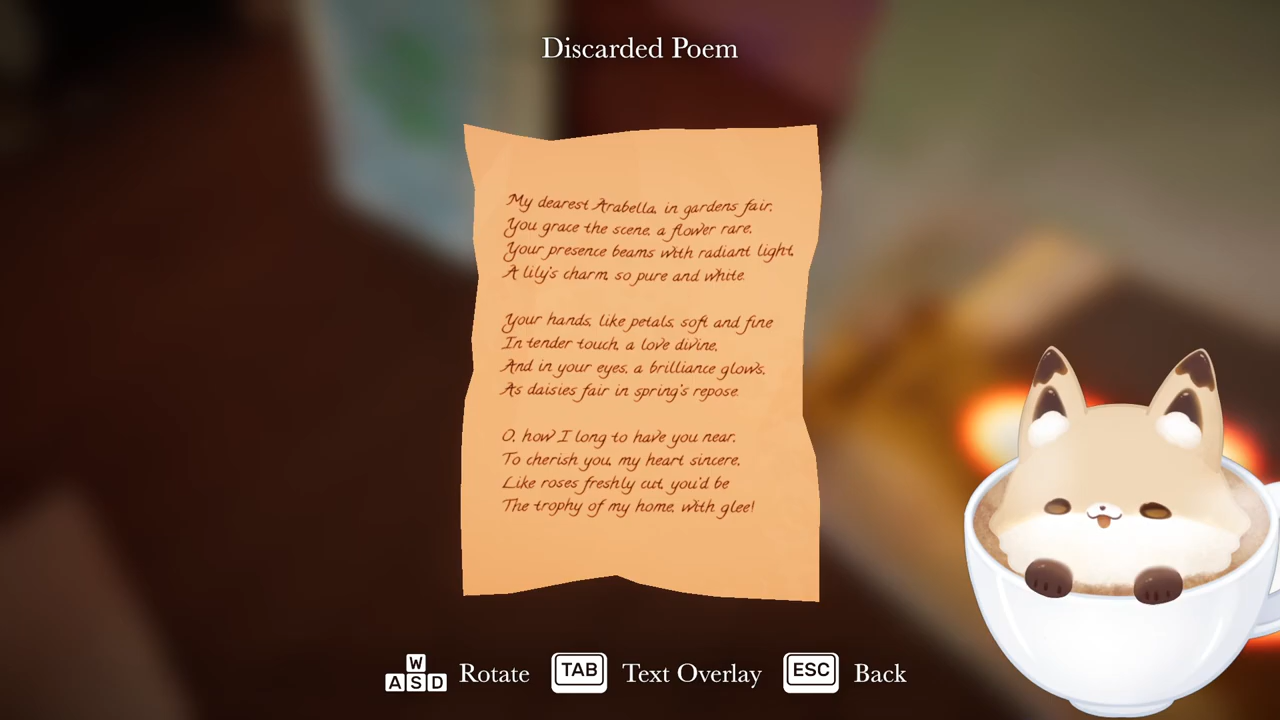 Discarded Poem
My dearest Arabella, in gardens fair,
You grace the scene, a flower rare,
Your presence beams with radiant light,
A lily's charm, so pure and white.
Your hands, like petals, soft and fine
In tender touch, a love divine,
And in your eyes, a brilliance glows,
As daisies fair in spring's repose.
O, how I long to have you near,
To cherish you, my heart sincere,
Like roses freshly cut, you'd be
The trophy of my home, with glee!
W
A S D Rotate TAB Text Overlay ESC Back